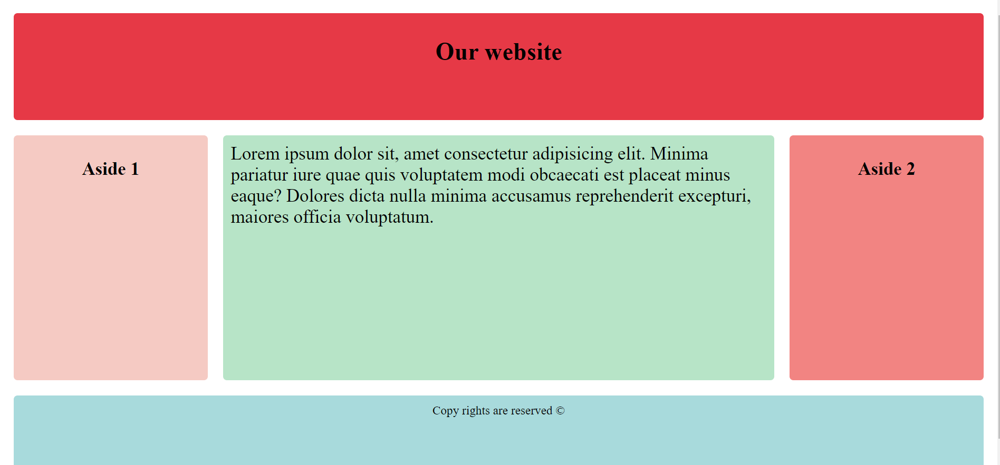 Our website
Aside 1
Lorem ipsum dolor sit, amet consectetur adipisicing elit. Minima
pariatur iure quae quis voluptatem modi obcaecati est placeat minus
eaque? Dolores dicta nulla minima accusamus reprehenderit excepturi,
maiores officia voluptatum.
Aside 2
Copy rights are reserved ©